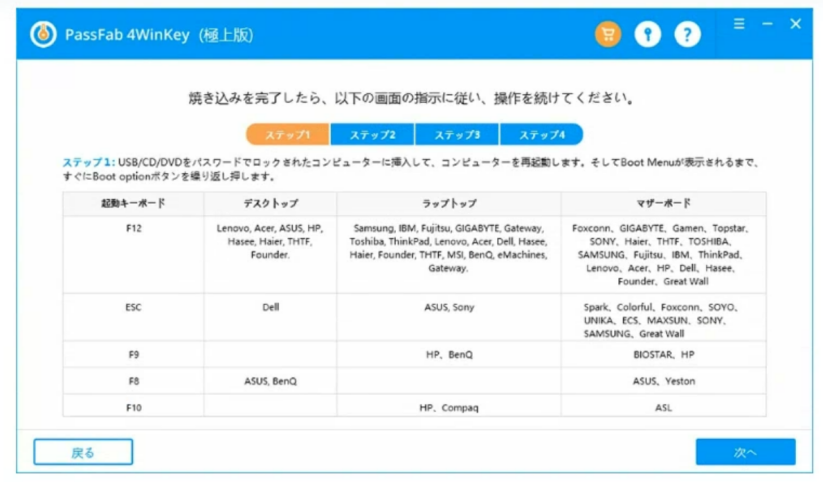 PassFab 4WinKey (極上版)
焼き込みを完了したら、以下の画面の指示に従い、操作を続けてください。
ステップ1 ステップ2 ステップ3 ステップ4
ステップ1: USB/CD/DVDをパスワードでロックされたコンピューターに挿入して、コンピューターを再起動します。そしてBoot Menuが表示されるまで、
すぐにBoot optionボタンを繰り返し押します。
起動キーボード デスクトップ ラップトップ マザーボード
F12
Lenovo, Acer, ASUS, HP,
Hasee, Haier, THTF,
Founder.
Samsung, IBM, Fujitsu, GIGABYTE, Gateway,
Toshiba, ThinkPad, Lenovo, Acer, Dell, Hasee,
Haier, Founder, THTF, MSI, BenQ, eMachines,
Gateway.
Foxconn、GIGABYTE、Gamen、Topstar、
SONY、Haier、THTF、TOSHIBA、
SAMSUNG、Fujitsu、IBM、ThinkPad、
Lenovo、Acer、HP、Dell、Hasee、
Founder、Great Wall
ESC
Dell
ASUS, Sony
Spark、Colorful、Foxconn、SOYO、
UNIKA、ECS、MAXSUN、SONY、
SAMSUNG、Great Wall
F9 HP、BenQ BIOSTAR、HP
F8 ASUS, BenQ ASUS、Yeston
F10 HP、Compaq ASL
戻る 次へ